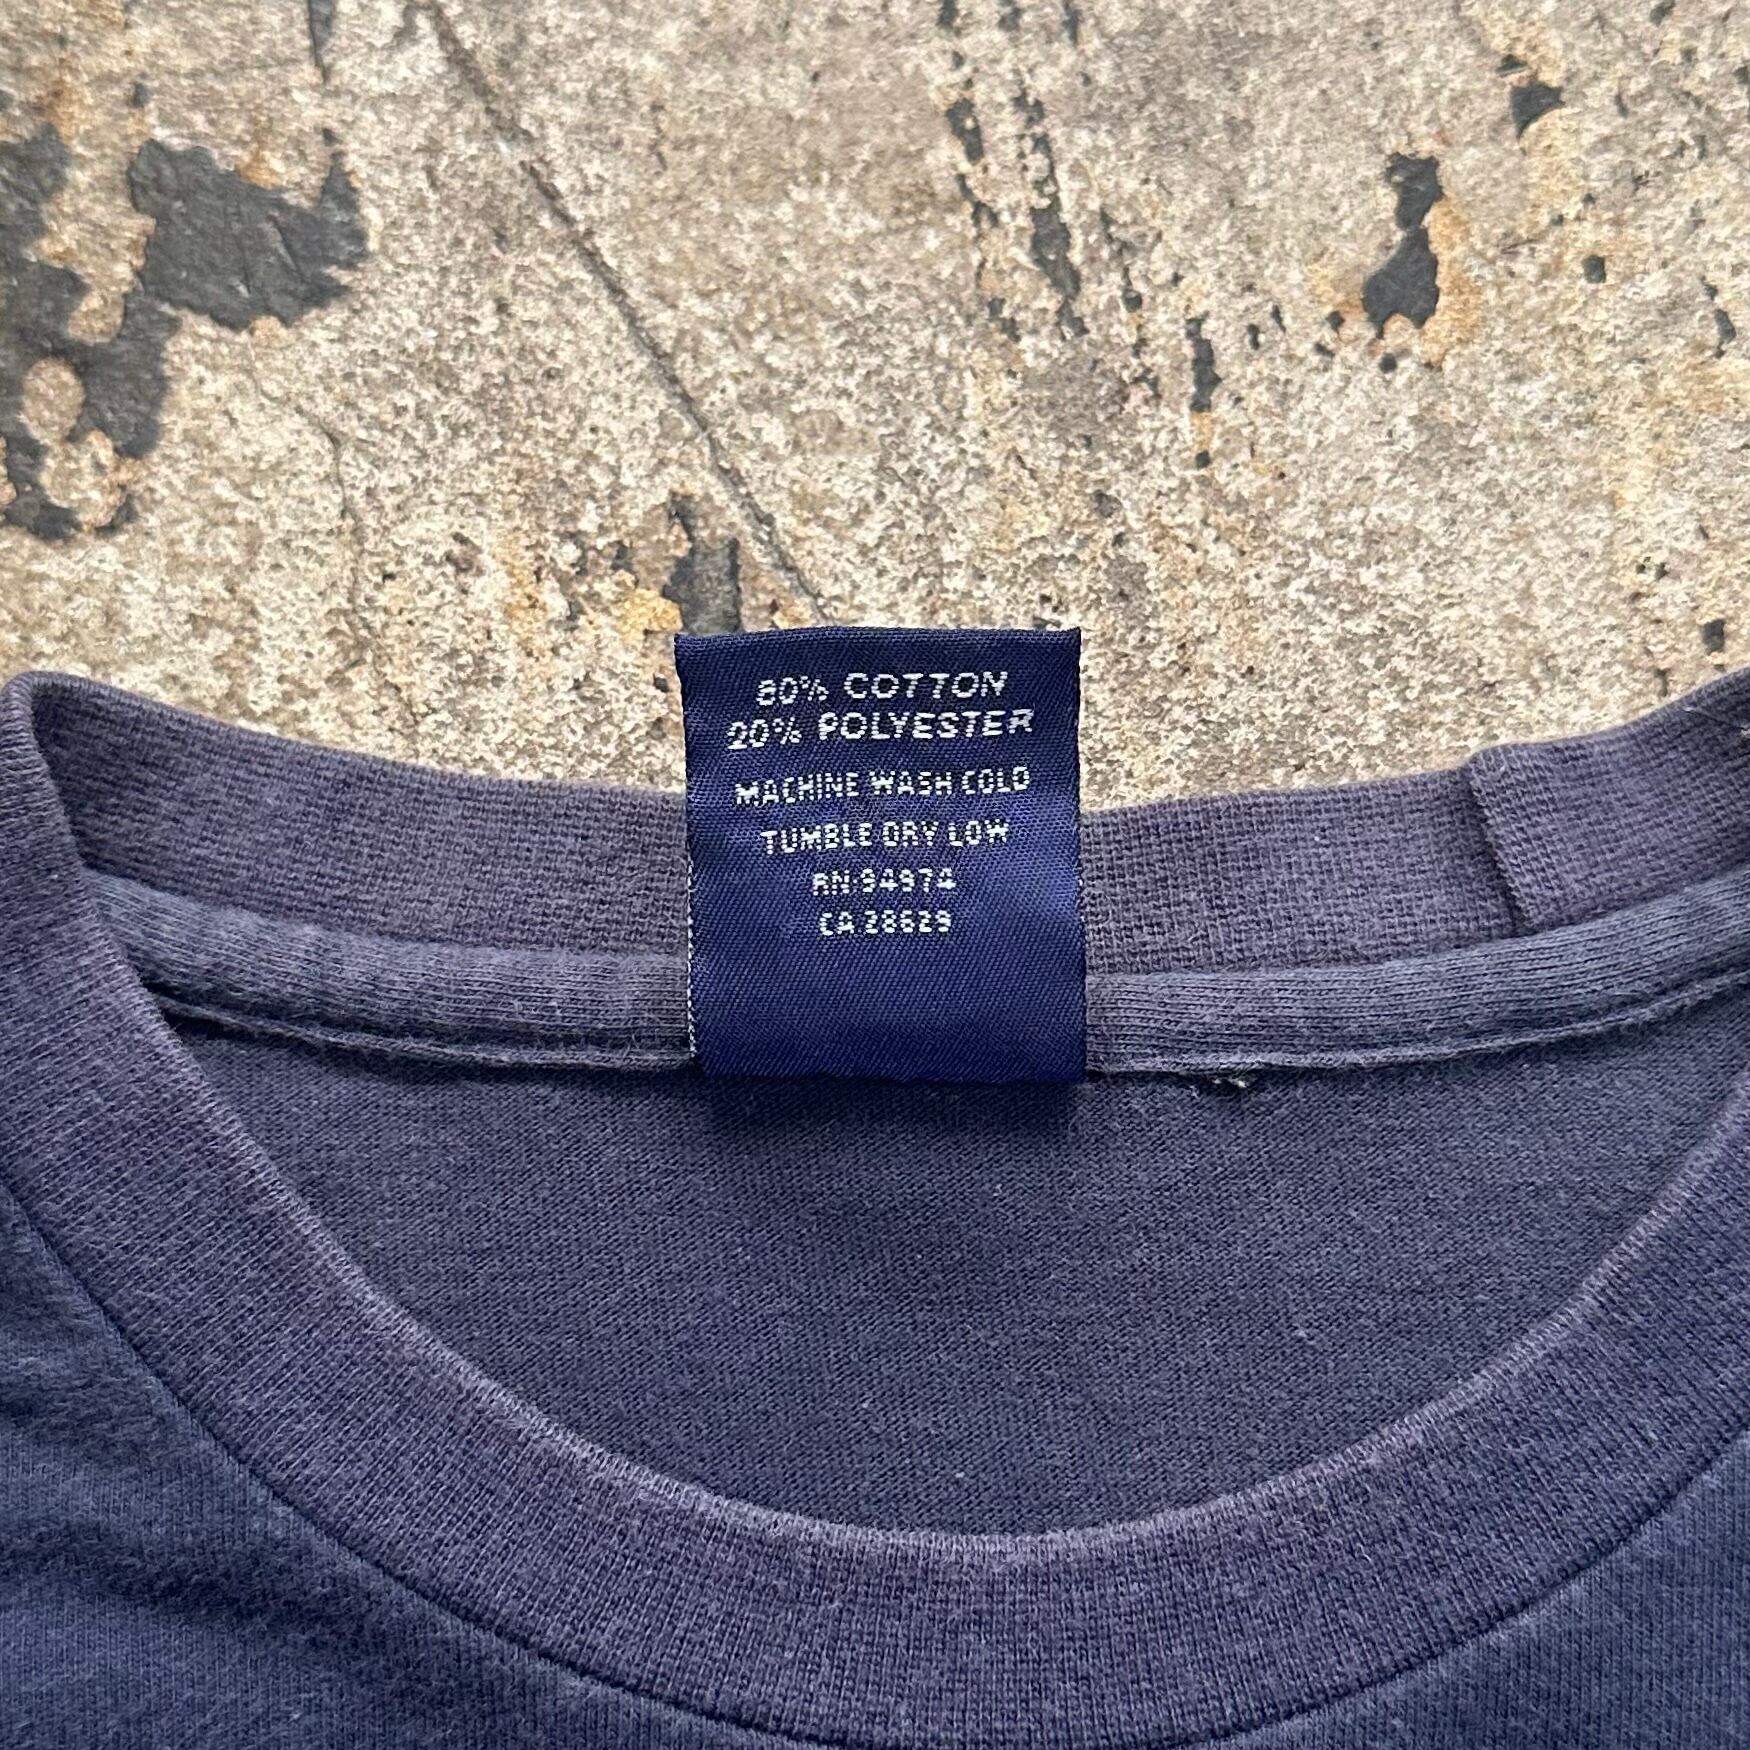 80% COTTON
20% POLYESTER
MACHINE WASH COLD
TUMBLE DRY LOW
RN 94974
CA 28629